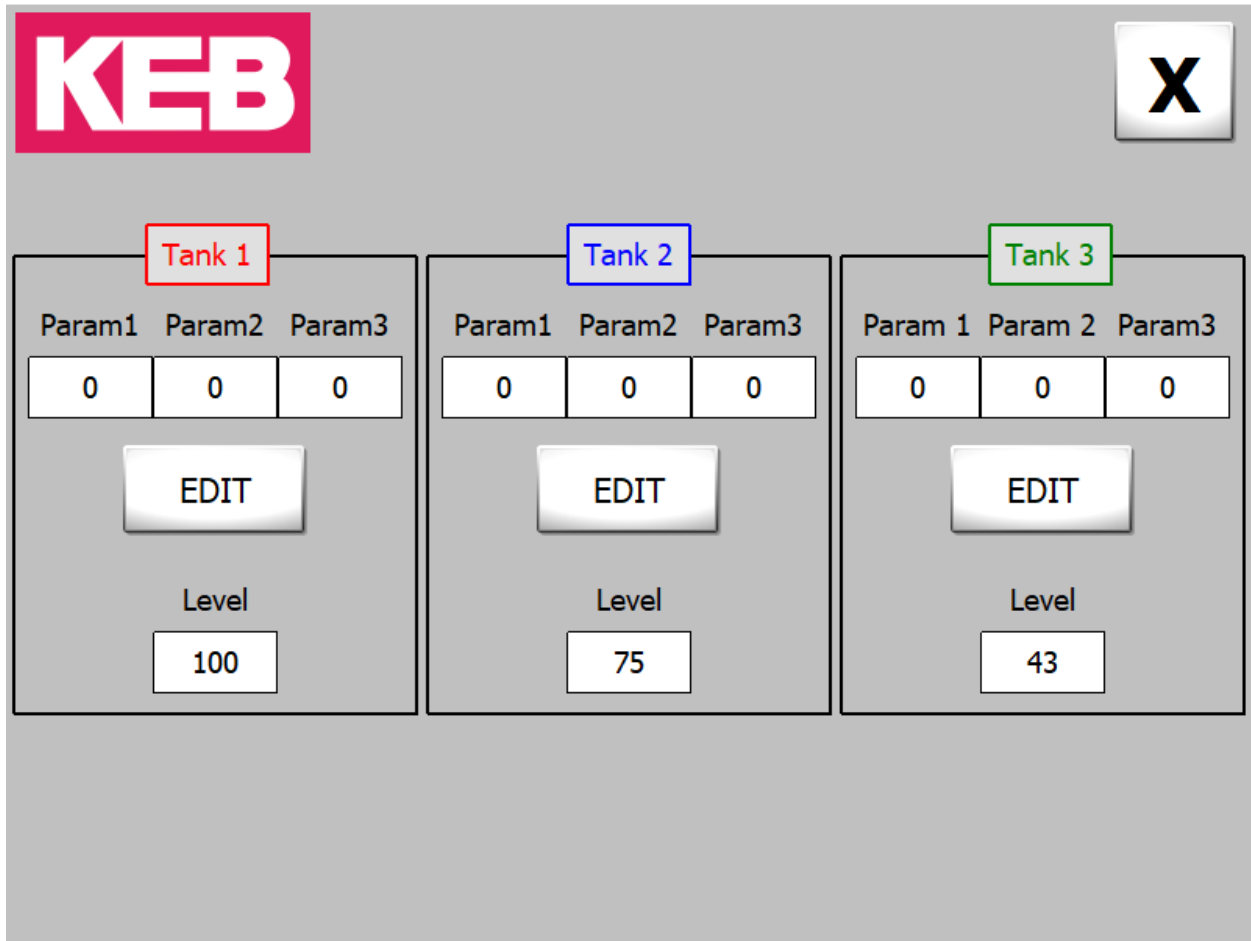 KEB
X
Tank 1
Tank 2
Tank 3
Param1 Param2 Param3
Param1 Param2 Param3
Param 1 Param 2 Param3
0 0 0
0 0 0
0 0 0
EDIT
EDIT
EDIT
Level
Level
Level
100
75
43